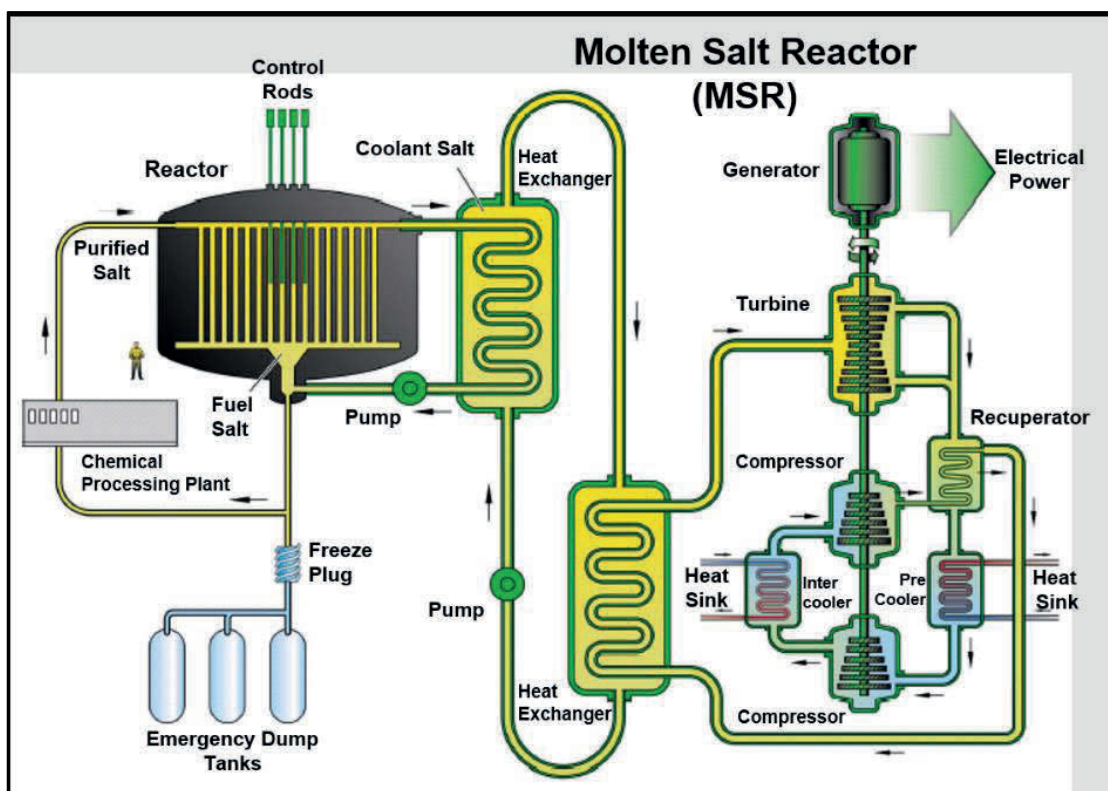 Molten Salt Reactor
(MSR)
Control
Rods
Coolant Salt
Heat
Exchanger
Reactor
Generator
Electrical
Power
Purified
Salt
Turbine
Fuel
Salt
Pump
Recuperator
Chemical
Processing Plant
Compressor
Freeze
Plug
Pump
Heat
Sink
Inter
cooler
Pre
Cooler
Heat
Sink
Heat
Exchanger
Compressor
Emergency Dump
Tanks